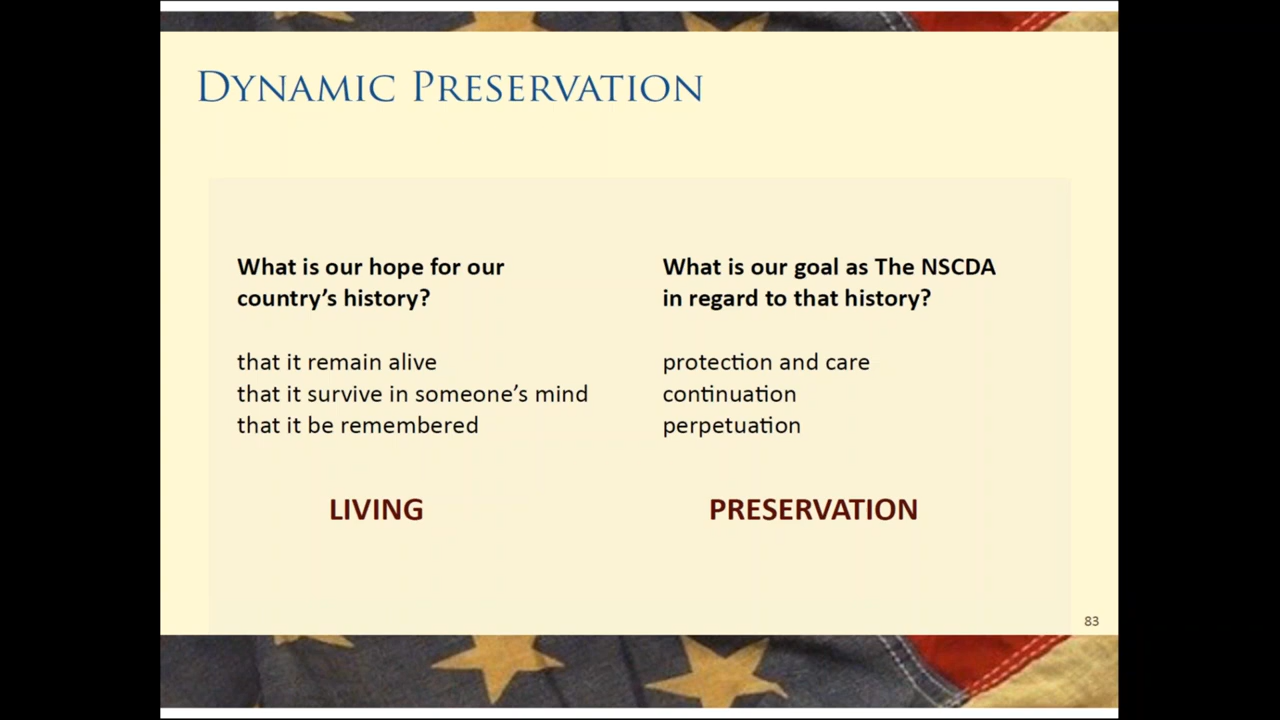 DYNAMIC PRESERVATION
What is our hope for our
country's history?
that it remain alive
that it survive in someone's mind
that it be remembered
LIVING
What is our goal as The NSCDA
in regard to that history?
protection and care
continuation
perpetuation
PRESERVATION
83